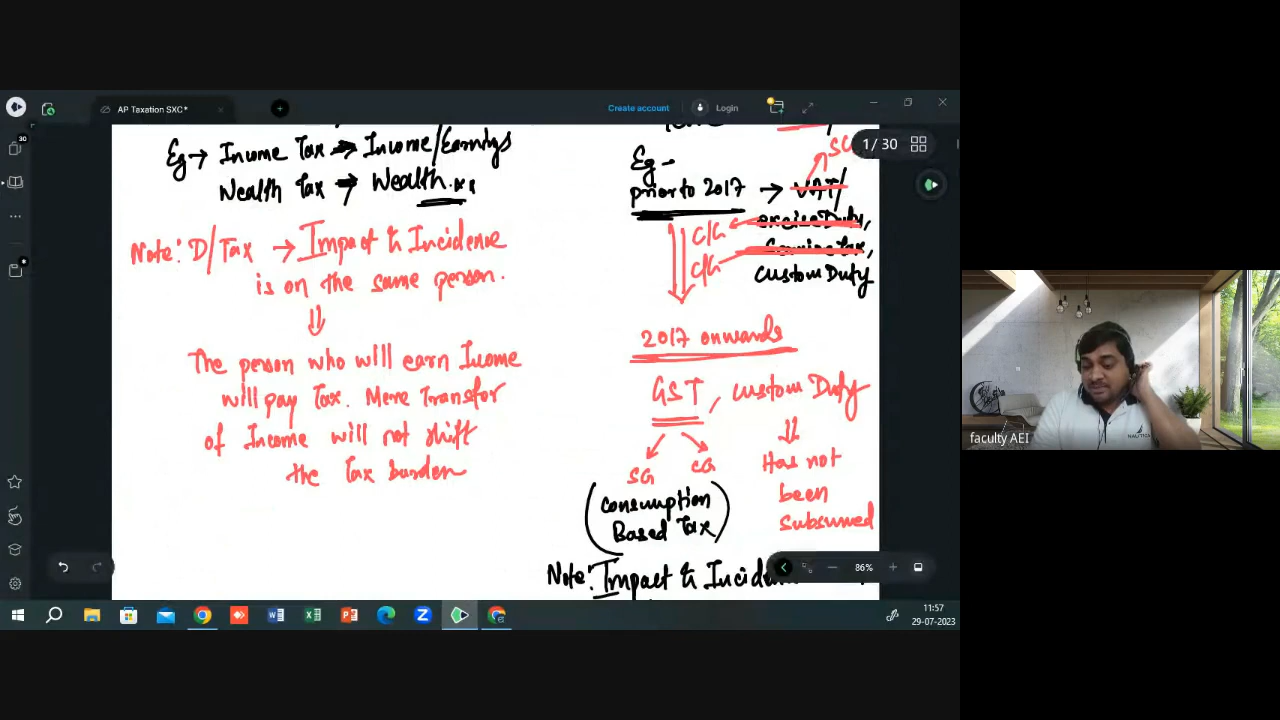 AP Taxation SXC*
Create account
Login
30
1 / 30
Eg → Income Tax → Income/Earnings
Wealth Tax → Wealth.xx
Note: D/Tax → Impact & Incidence
is on the same person.
⇓
The person who will earn Income
will pay Tax. Mere Transfer
of Income will not shift
the Tax burden
Eg -
prior to 2017 → VAT/
SG
excise Duty,
C/G
C/G
custom Duty
2017 onwards
GST, custom Duty
SG CG
(Consumption
Based Tax)
⇓
Has not
been
subsumed
Note: Impact &
86%
faculty AEI
NAUTICA
11:57
29-07-2023